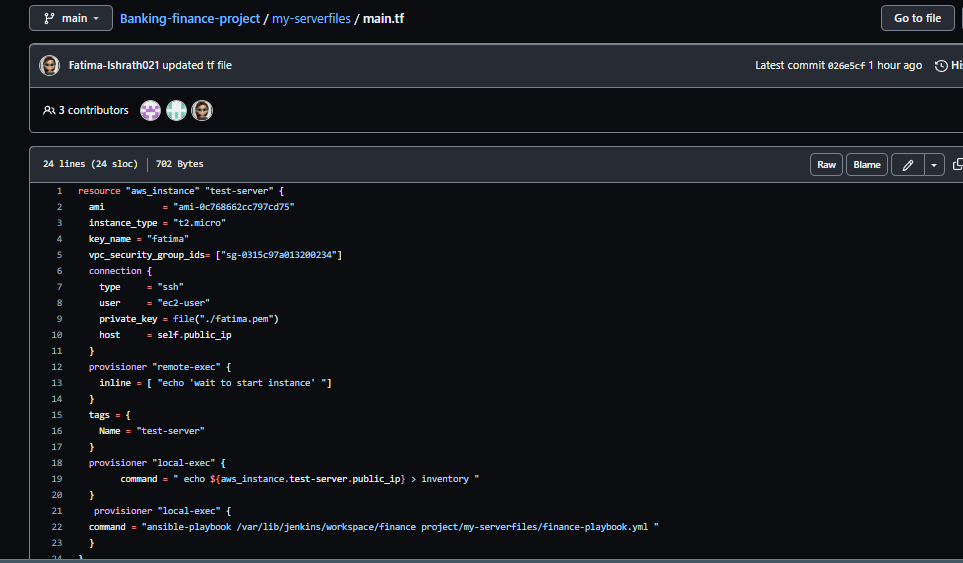 main Banking-finance-project / my-serverfiles / main.tf Go to file
Fatima-Ishrath021 updated tf file Latest commit 026e5cf 1 hour ago
3 contributors
24 lines (24 sloc) 702 Bytes Raw Blame
1 resource "aws_instance" "test-server" {
2   ami           = "ami-0c768662cc797cd75"
3   instance_type = "t2.micro"
4   key_name = "fatima"
5   vpc_security_group_ids= ["sg-0315c97a013200234"]
6   connection {
7     type     = "ssh"
8     user     = "ec2-user"
9     private_key = file("./fatima.pem")
10     host     = self.public_ip
11   }
12   provisioner "remote-exec" {
13     inline = [ "echo 'wait to start instance' "]
14   }
15   tags = {
16     Name = "test-server"
17   }
18   provisioner "local-exec" {
19         command = " echo ${aws_instance.test-server.public_ip} > inventory "
20   }
21    provisioner "local-exec" {
22   command = "ansible-playbook /var/lib/jenkins/workspace/finance project/my-serverfiles/finance-playbook.yml "
23   }
24 }